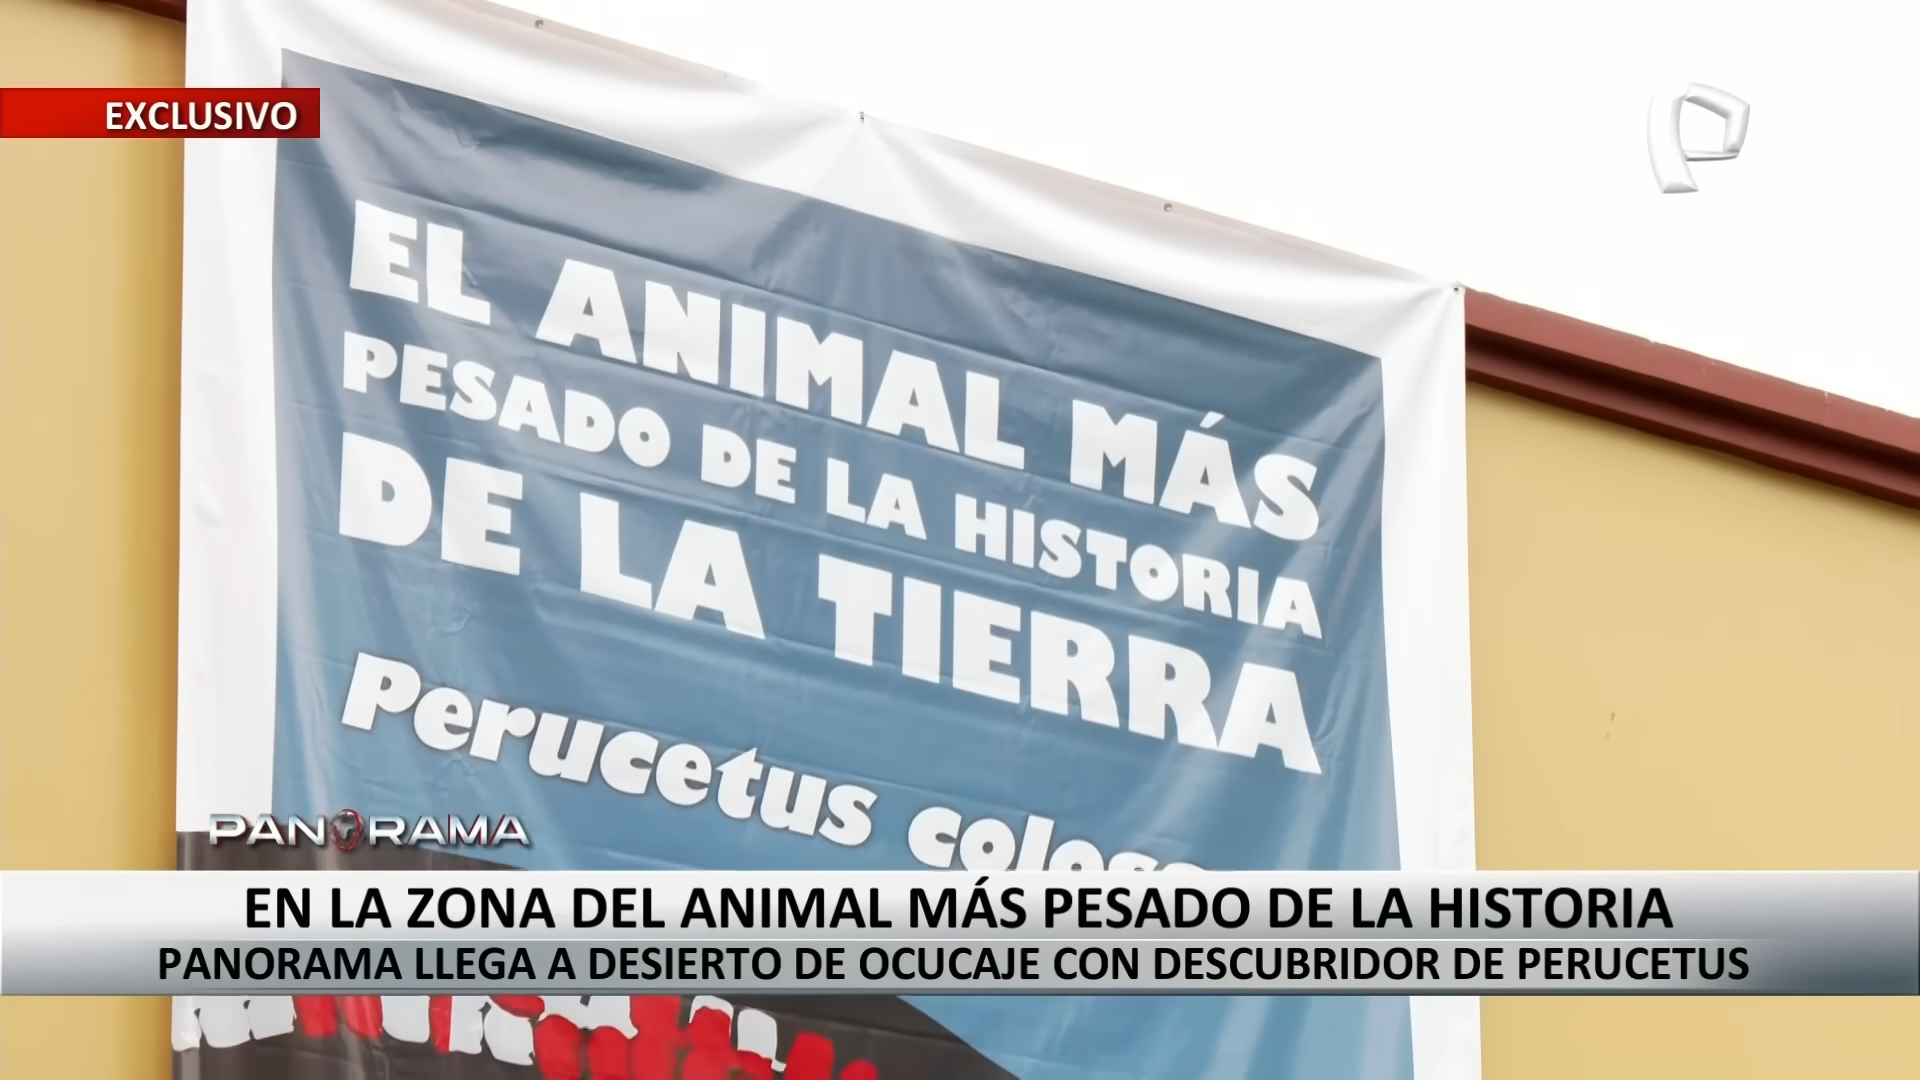 EXCLUSIVO
EL ANIMAL MÁS
PESADO DE LA HISTORIA
DE LA TIERRA
Perucetus
PANORAMA
EN LA ZONA DEL ANIMAL MÁS PESADO DE LA HISTORIA
PANORAMA LLEGA A DESIERTO DE OCUCAJE CON DESCUBRIDOR DE PERUCETUS